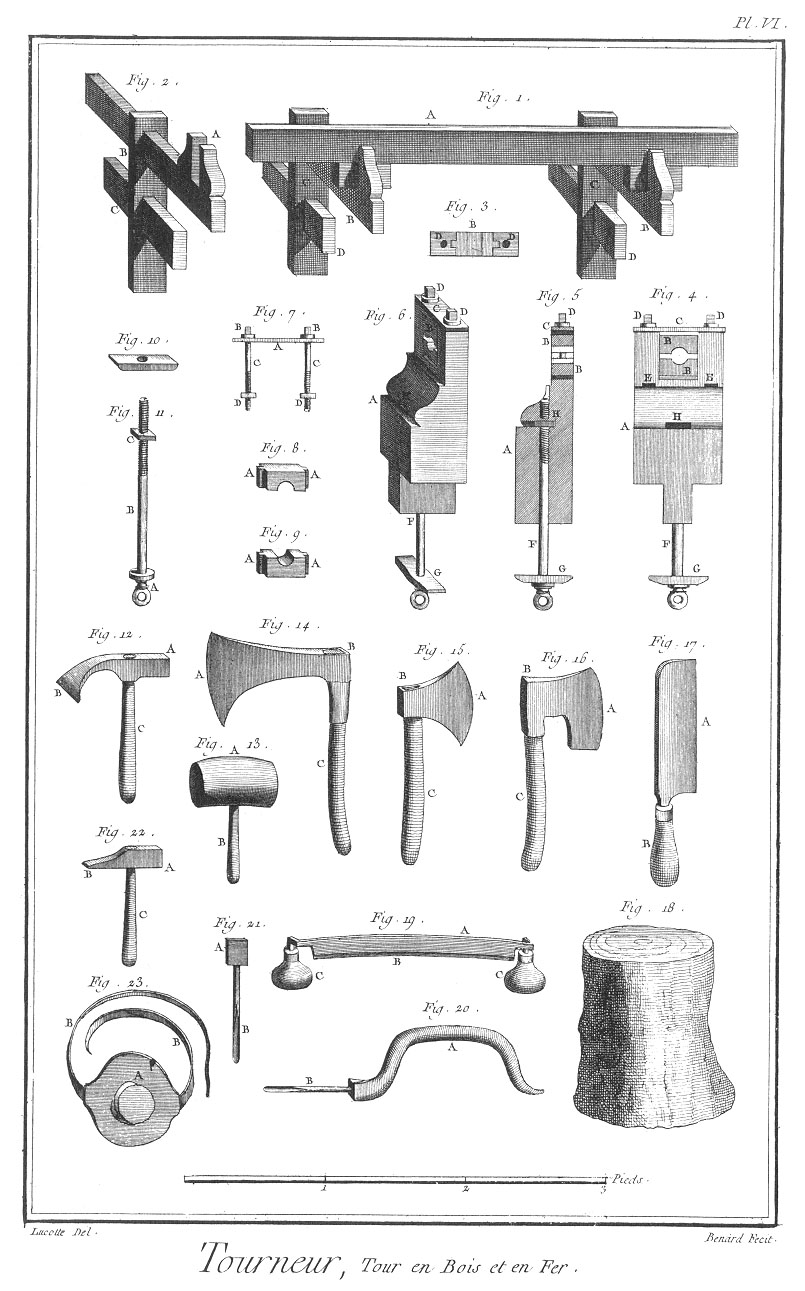 Pl. VI.
Fig. 2. A B C
Fig. 1. A C B D C B D
Fig. 3. B D D
Fig. 10.
Fig. 7. B B A C C D D
Fig. 6. D C D B A F G
Fig. 5 D C B B H A F G
Fig. 4. D C D B B E E H A F G
Fig. 11. C B A
Fig. 8. A A
Fig. 9. A A
Fig. 12. A B C
Fig. 14. B A C
Fig. 15. B A C
Fig. 16. B A C
Fig. 17. A B
Fig. 13. A B
Fig. 22. B A C
Fig. 21. A B
Fig. 19. A B C C
Fig. 18.
Fig. 23. B B A
Fig. 20. A B
Pieds.
1 2 3
Lucotte Del.
Benard Fecit.
Tourneur, Tour en Bois et en Fer.